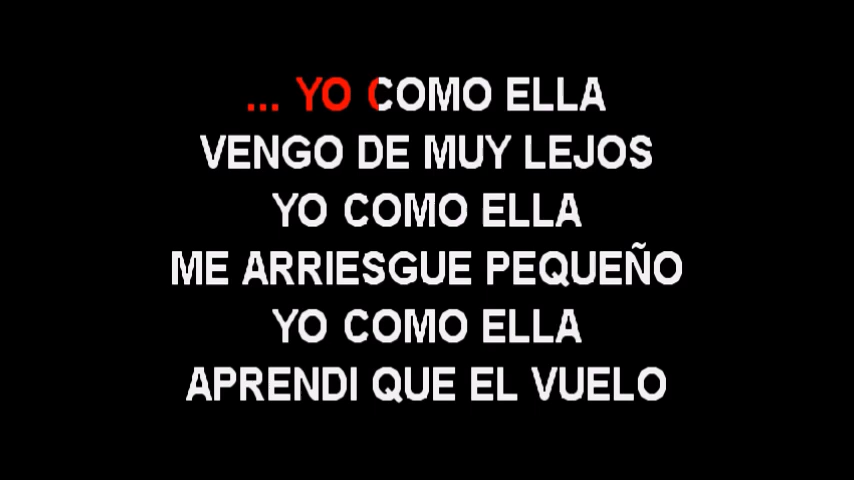 ... YO COMO ELLA
VENGO DE MUY LEJOS
YO COMO ELLA
ME ARRIESGUE PEQUEÑO
YO COMO ELLA
APRENDI QUE EL VUELO